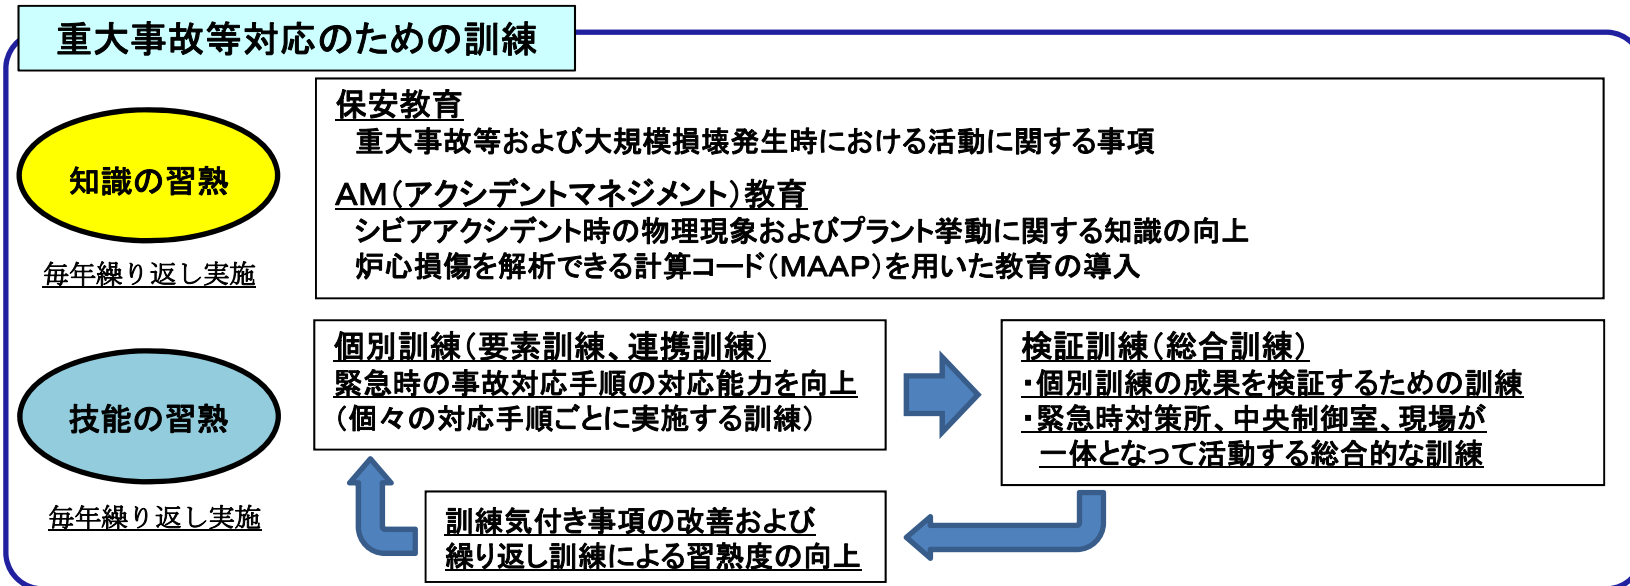 重大事故等対応のための訓練
知識の習熟
毎年繰り返し実施
保安教育
重大事故等および大規模損壊発生時における活動に関する事項
AM(アクシデントマネジメント)教育
シビアアクシデント時の物理現象およびプラント挙動に関する知識の向上
炉心損傷を解析できる計算コード(MAAP)を用いた教育の導入
技能の習熟
毎年繰り返し実施
個別訓練(要素訓練、連携訓練)
緊急時の事故対応手順の対応能力を向上
(個々の対応手順ごとに実施する訓練)
検証訓練(総合訓練)
・個別訓練の成果を検証するための訓練
・緊急時対策所、中央制御室、現場が
一体となって活動する総合的な訓練
訓練気付き事項の改善および
繰り返し訓練による習熟度の向上